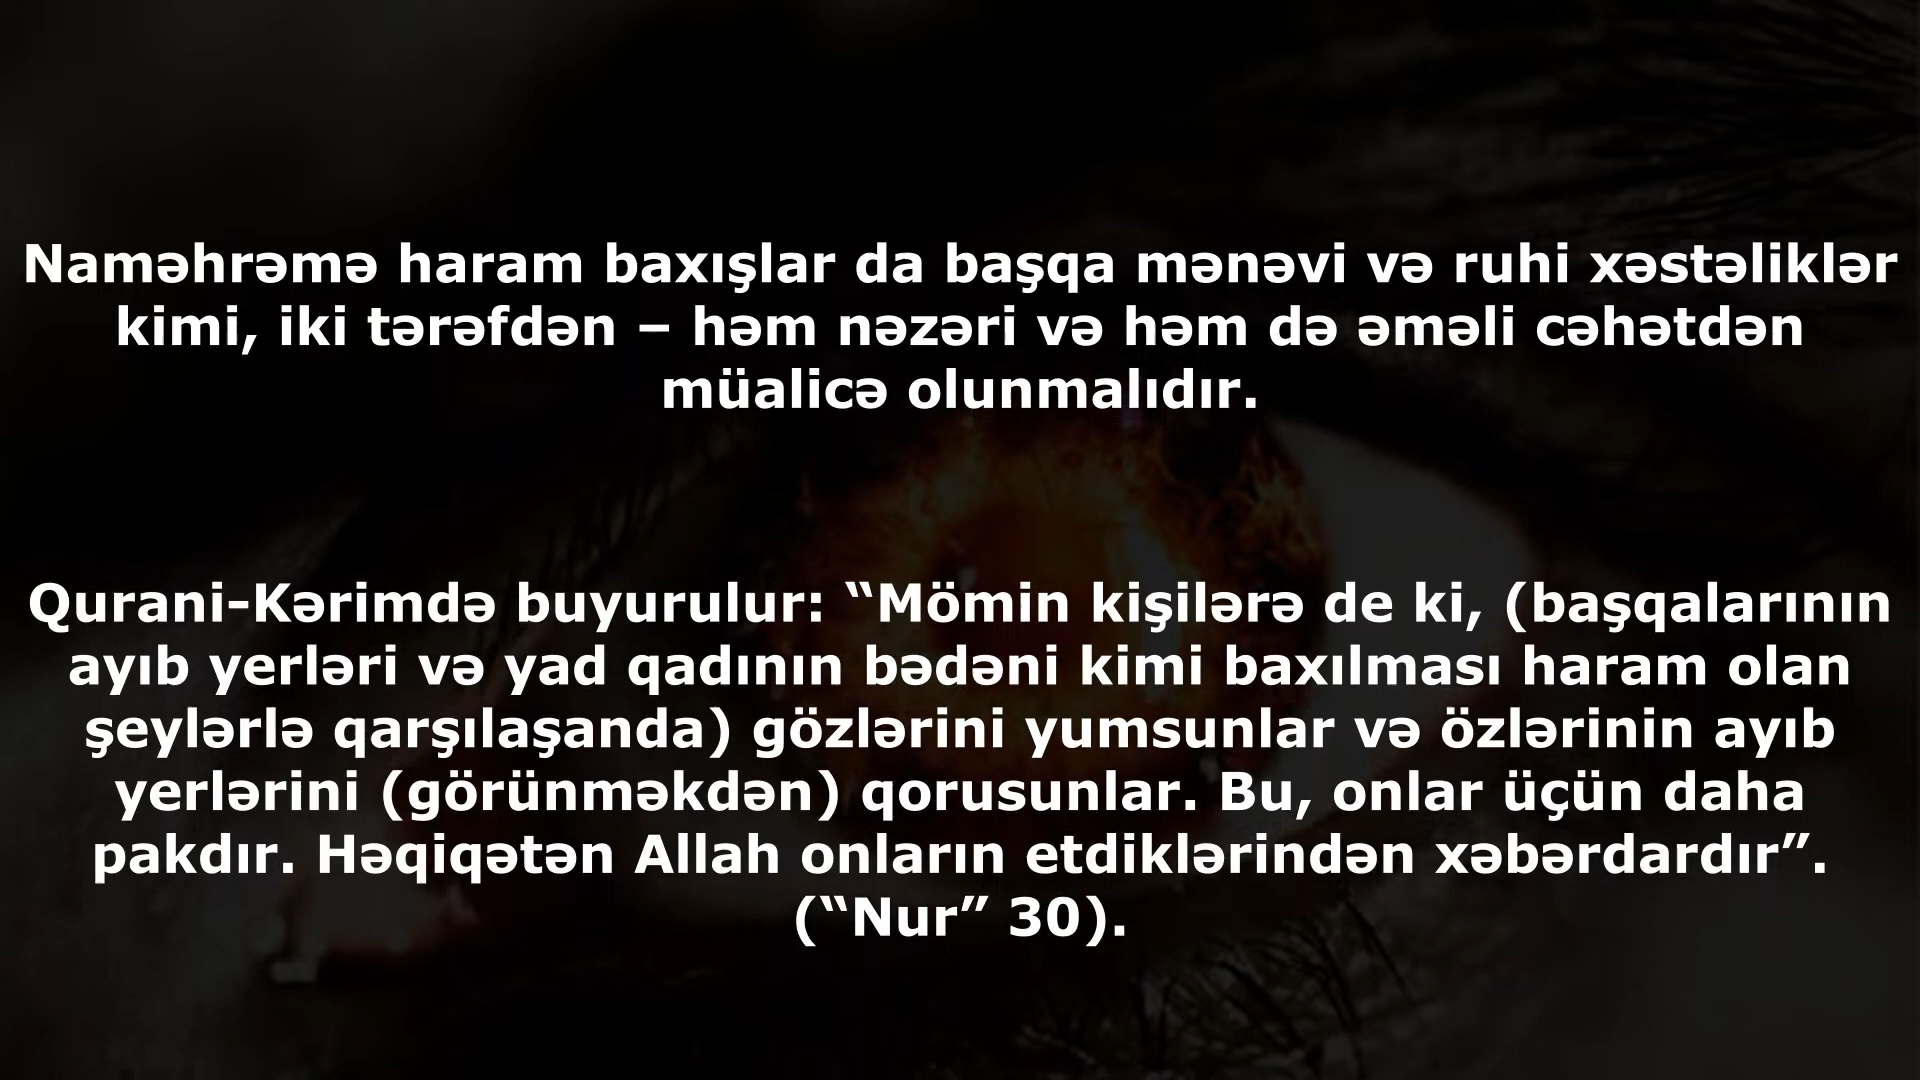 Naməhrəmə haram baxışlar da başqa mənəvi və ruhi xəstəliklər
kimi, iki tərəfdən – həm nəzəri və həm də əməli cəhətdən
müalicə olunmalıdır.
Qurani-Kərimdə buyurulur: “Mömin kişilərə de ki, (başqalarının
ayıb yerləri və yad qadının bədəni kimi baxılması haram olan
şeylərlə qarşılaşanda) gözlərini yumsunlar və özlərinin ayıb
yerlərini (görünməkdən) qorusunlar. Bu, onlar üçün daha
pakdır. Həqiqətən Allah onların etdiklərindən xəbərdardır”.
(“Nur” 30).